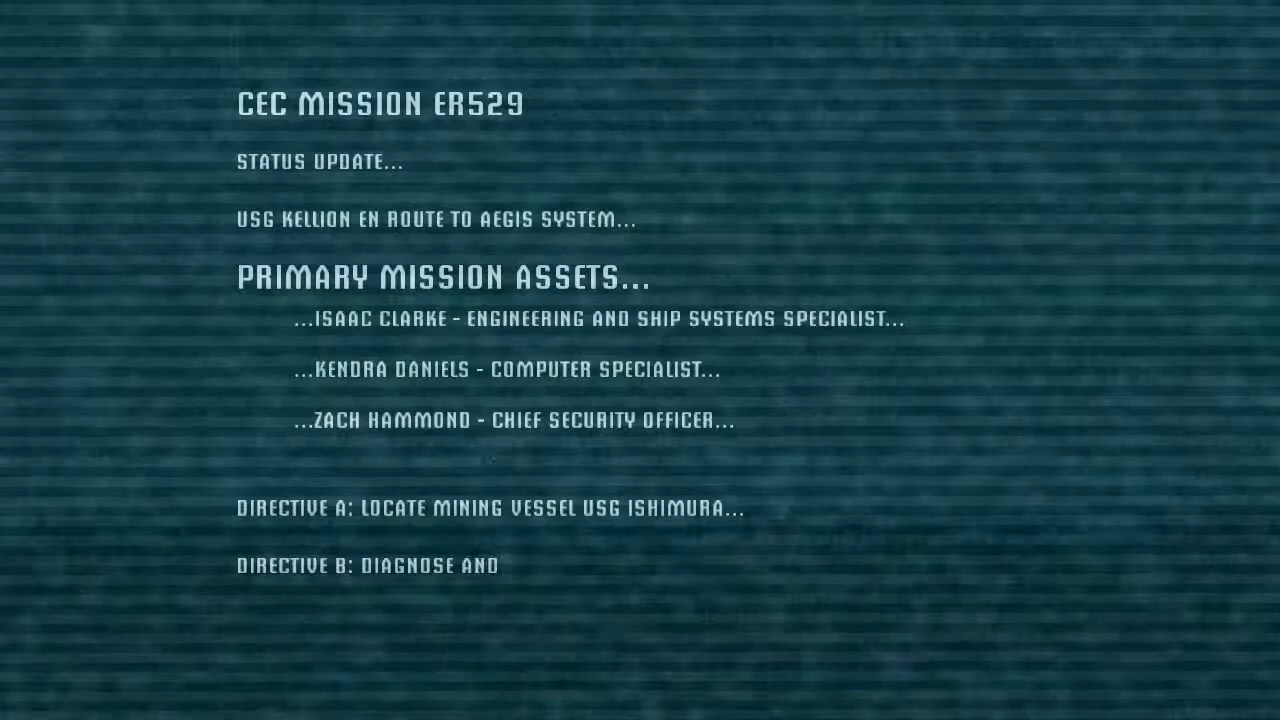 CEC MISSION ER529
STATUS UPDATE...
USG KELLION EN ROUTE TO AEGIS SYSTEM...
PRIMARY MISSION ASSETS...
...ISAAC CLARKE - ENGINEERING AND SHIP SYSTEMS SPECIALIST...
...KENDRA DANIELS - COMPUTER SPECIALIST...
...ZACH HAMMOND - CHIEF SECURITY OFFICER...
DIRECTIVE A: LOCATE MINING VESSEL USG ISHIMURA...
DIRECTIVE B: DIAGNOSE AND